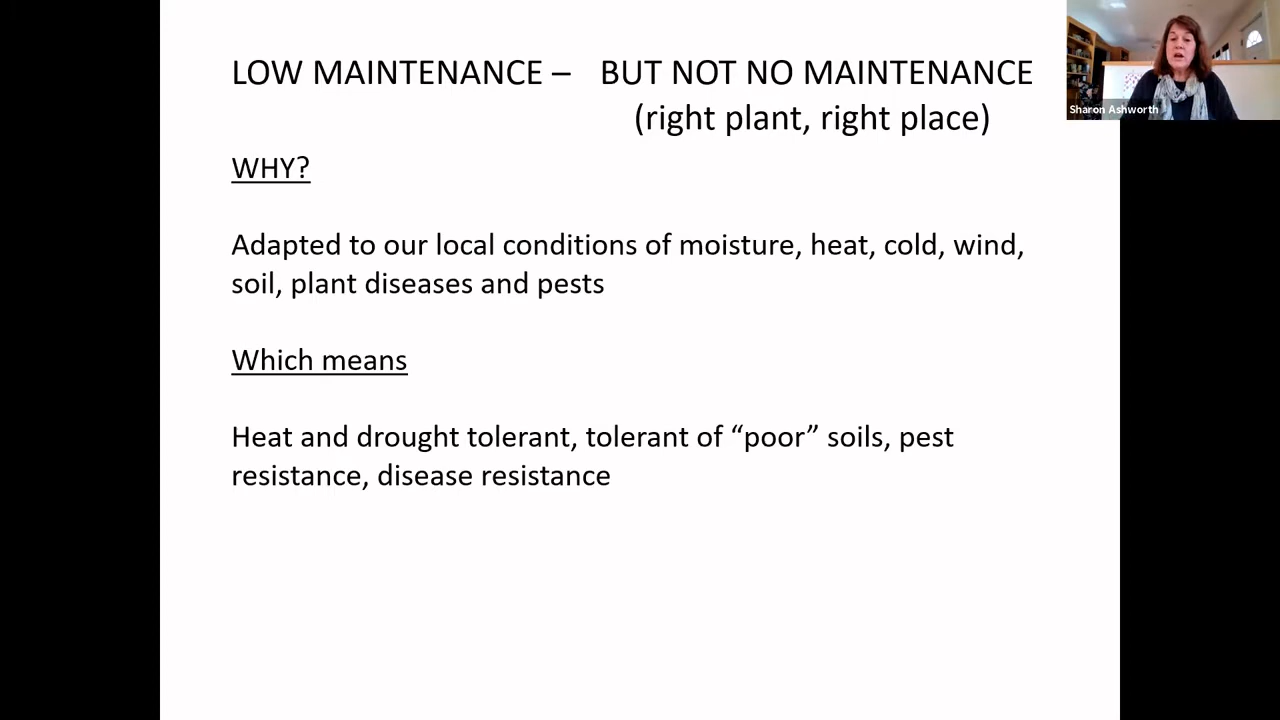 LOW MAINTENANCE – BUT NOT NO MAINTENANCE
(right plant, right place)
WHY?
Adapted to our local conditions of moisture, heat, cold, wind,
soil, plant diseases and pests
Which means
Heat and drought tolerant, tolerant of “poor” soils, pest
resistance, disease resistance
Sharon Ashworth